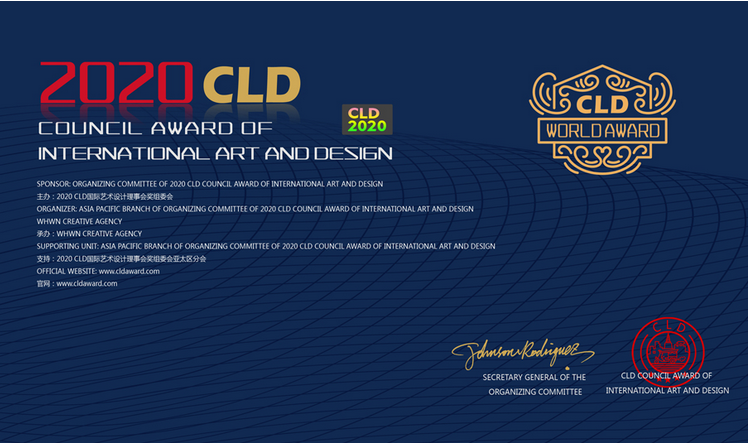 2020 CLD
CLD
2020
COUNCIL AWARD OF
INTERNATIONAL ART AND DESIGN
CLD
WORLD AWARD
SPONSOR: ORGANIZING COMMITTEE OF 2020 CLD COUNCIL AWARD OF INTERNATIONAL ART AND DESIGN
主办：2020 CLD国际艺术设计理事会奖组委会
ORGANIZER: ASIA PACIFIC BRANCH OF ORGANIZING COMMITTEE OF 2020 CLD COUNCIL AWARD OF INTERNATIONAL ART AND DESIGN
WHWN CREATIVE AGENCY
承办：WHWN CREATIVE AGENCY
SUPPORTING UNIT: ASIA PACIFIC BRANCH OF ORGANIZING COMMITTEE OF 2020 CLD COUNCIL AWARD OF INTERNATIONAL ART AND DESIGN
支持：2020 CLD国际艺术设计理事会奖组委会亚太区分会
OFFICIAL WEBSITE: www.cldaward.com
官网：www.cldaward.com
Johnson Rodriguez
SECRETARY GENERAL OF THE
ORGANIZING COMMITTEE
CLD
CLD COUNCIL AWARD OF
INTERNATIONAL ART AND DESIGN